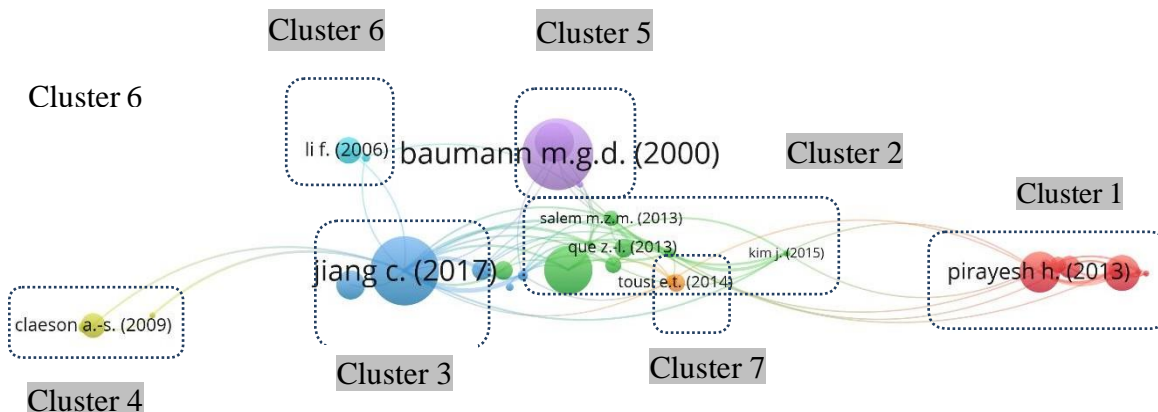 Cluster 6
Cluster 5
Cluster 6
li f. (2006)
baumann m.g.d. (2000)
Cluster 2
Cluster 1
salem m.z.m. (2013)
que z.-l. (2013)
kim j. (2015)
jiang c. (2017)
tousi e.t. (2014)
pirayesh h. (2013)
claeson a.-s. (2009)
Cluster 3
Cluster 7
Cluster 4